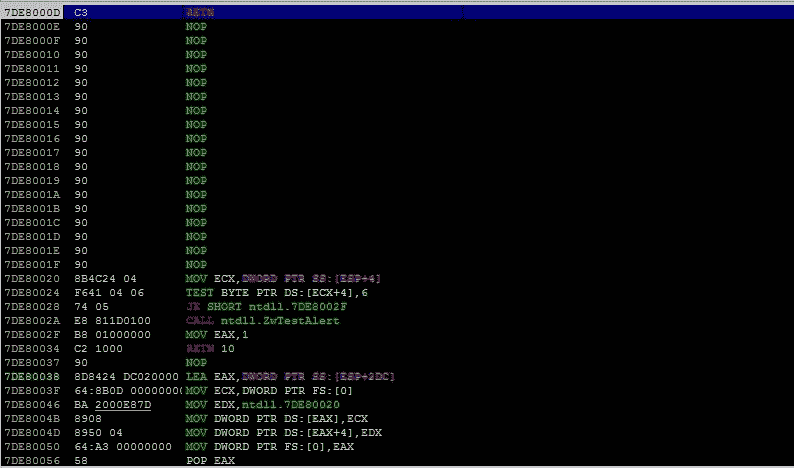 7DE8000D C3 RETN
7DE8000E 90 NOP
7DE8000F 90 NOP
7DE80010 90 NOP
7DE80011 90 NOP
7DE80012 90 NOP
7DE80013 90 NOP
7DE80014 90 NOP
7DE80015 90 NOP
7DE80016 90 NOP
7DE80017 90 NOP
7DE80018 90 NOP
7DE80019 90 NOP
7DE8001A 90 NOP
7DE8001B 90 NOP
7DE8001C 90 NOP
7DE8001D 90 NOP
7DE8001E 90 NOP
7DE8001F 90 NOP
7DE80020 8B4C24 04 MOV ECX,DWORD PTR SS:[ESP+4]
7DE80024 F641 04 06 TEST BYTE PTR DS:[ECX+4],6
7DE80028 74 05 JE SHORT ntdll.7DE8002F
7DE8002A E8 811D0100 CALL ntdll.ZwTestAlert
7DE8002F B8 01000000 MOV EAX,1
7DE80034 C2 1000 RETN 10
7DE80037 90 NOP
7DE80038 8D8424 DC020000 LEA EAX,DWORD PTR SS:[ESP+2DC]
7DE8003F 64:8B0D 0000000 MOV ECX,DWORD PTR FS:[0]
7DE80046 BA 2000E87D MOV EDX,ntdll.7DE80020
7DE8004B 8908 MOV DWORD PTR DS:[EAX],ECX
7DE8004D 8950 04 MOV DWORD PTR DS:[EAX+4],EDX
7DE80050 64:A3 00000000 MOV DWORD PTR FS:[0],EAX
7DE80056 58 POP EAX